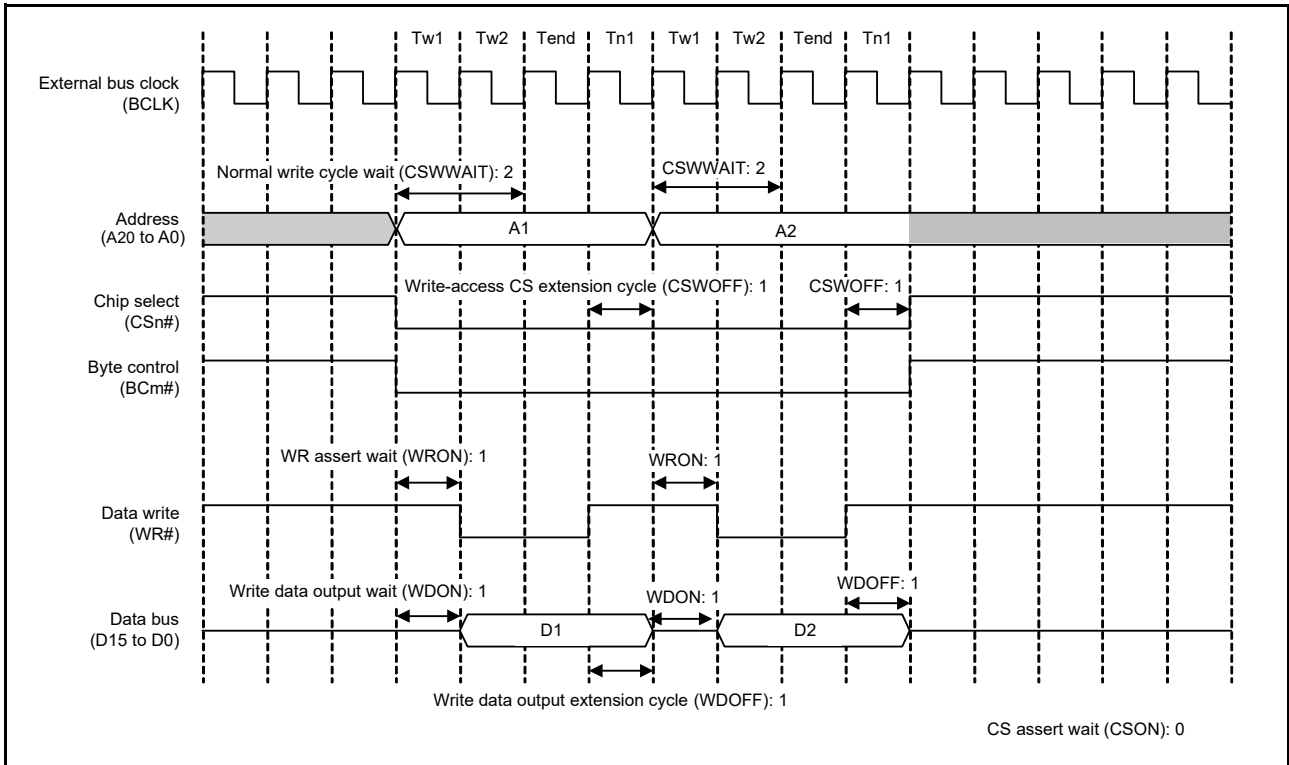 Tw1 Tw2 Tend Tn1 Tw1 Tw2 Tend Tn1
External bus clock
(BCLK)
Normal write cycle wait (CSWWAIT): 2
CSWWAIT: 2
Address
(A20 to A0)
A1
A2
Write-access CS extension cycle (CSWOFF): 1
CSWOFF: 1
Chip select
(CSn#)
Byte control
(BCm#)
WR assert wait (WRON): 1
WRON: 1
Data write
(WR#)
Write data output wait (WDON): 1
WDON: 1
WDOFF: 1
Data bus
(D15 to D0)
D1
D2
Write data output extension cycle (WDOFF): 1
CS assert wait (CSON): 0